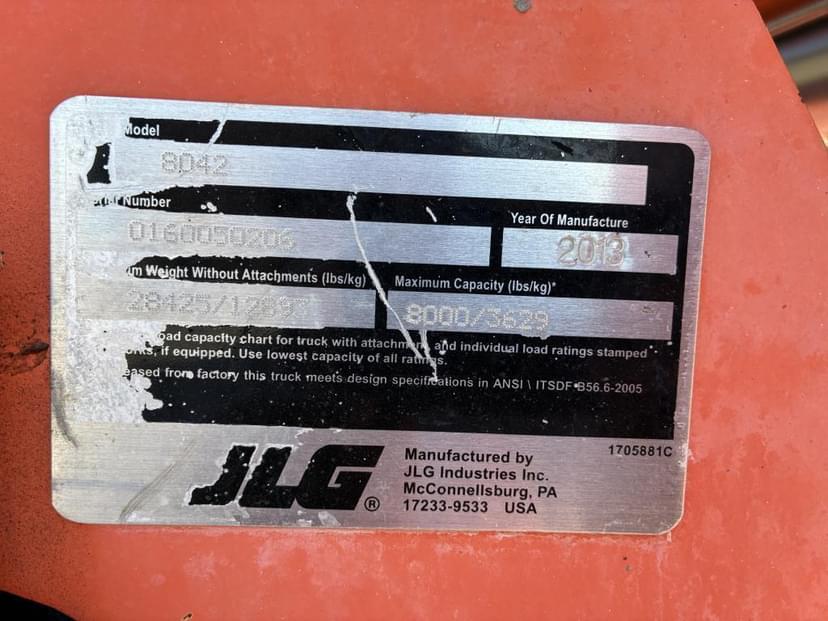 Model
8042
Number
0160050206
Year Of Manufacture
2013
Weight Without Attachments (lbs/kg)
28425/12897
Maximum Capacity (lbs/kg)*
8000/3629
load capacity chart for truck with attachment and individual load ratings stamped
if equipped. Use lowest capacity of all ratings.
from factory this truck meets design specifications in ANSI \ ITSDF B56.6-2005
1705881C
JLG®
Manufactured by
JLG Industries Inc.
McConnellsburg, PA
17233-9533 USA